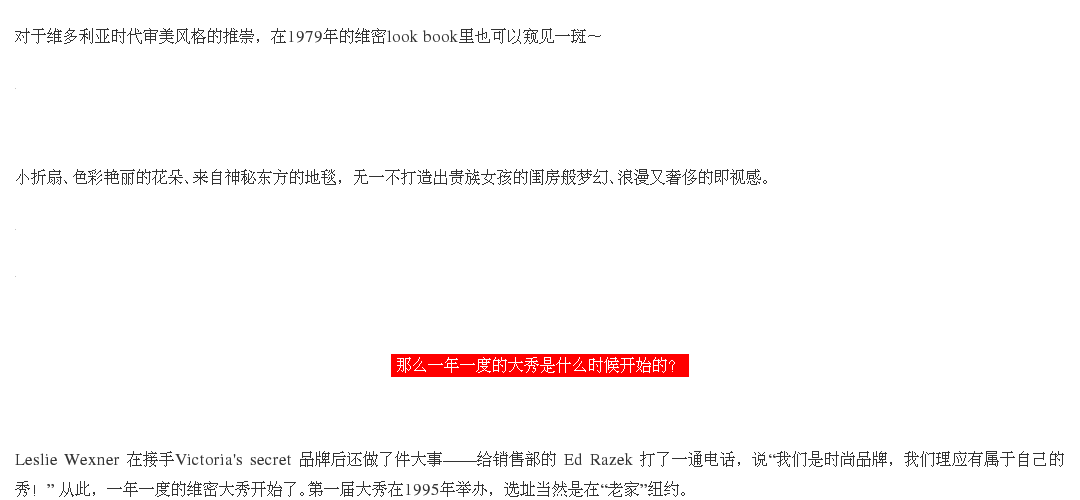 对于维多利亚时代审美风格的推崇，在1979年的维密look book里也可以窥见一斑～
小折扇、色彩艳丽的花朵、来自神秘东方的地毯，无一不打造出贵族女孩的闺房般梦幻、浪漫又奢侈的即视感。
那么一年一度的大秀是什么时候开始的？
Leslie Wexner 在接手Victoria's secret 品牌后还做了件大事——给销售部的 Ed Razek 打了一通电话，说“我们是时尚品牌，我们理应有属于自己的
秀！” 从此，一年一度的维密大秀开始了。第一届大秀在1995年举办，选址当然是在“老家”纽约。